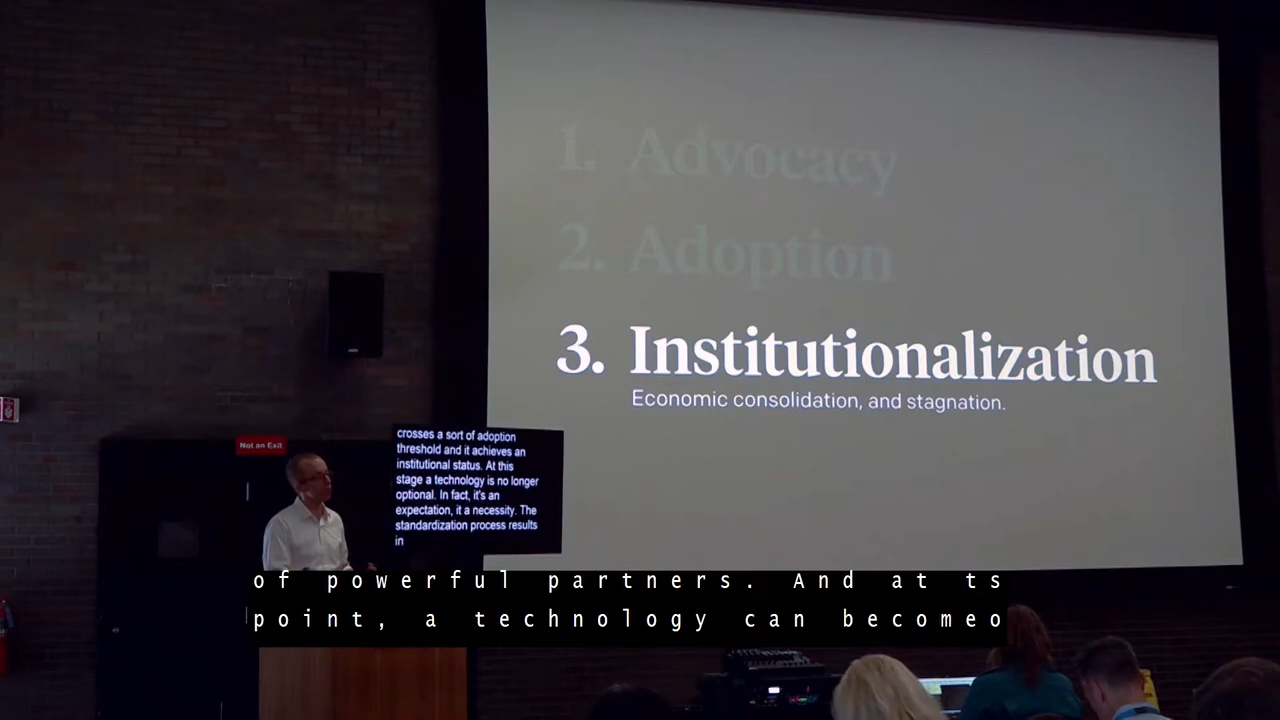 1. Advocacy
2. Adoption
3. Institutionalization
Economic consolidation, and stagnation.
Not an Exit
crosses a sort of adoption
threshold and it achieves an
institutional status. At this
stage a technology is no longer
optional. In fact, it's an
expectation, it a necessity. The
standardization process results
in
of powerful partners. And at ts
point, a technology can becomeo